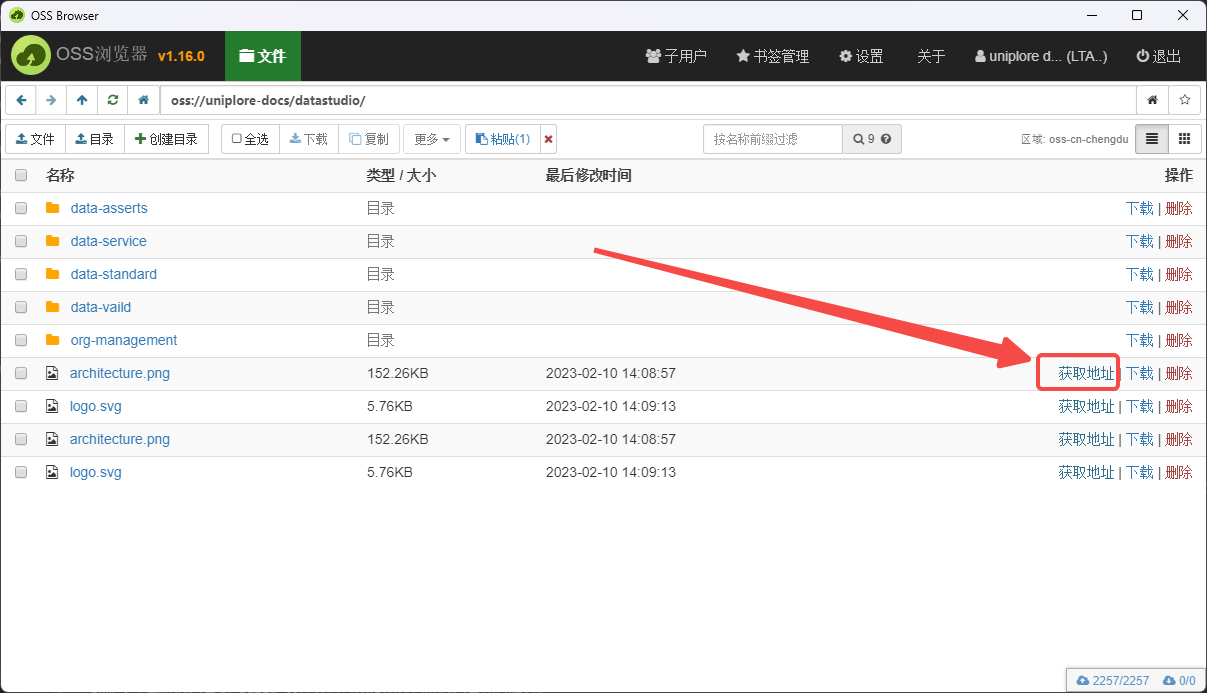 OSS Browser
OSS浏览器 v1.16.0 文件 子用户 书签管理 设置 关于 uniplore d... (LTA..) 退出
oss://uniplore-docs/datastudio/
文件 目录 创建目录 全选 下载 复制 更多 粘贴(1) 按名称前缀过滤 9 区域: oss-cn-chengdu
名称 类型 / 大小 最后修改时间 操作
data-asserts 目录 下载 | 删除
data-service 目录 下载 | 删除
data-standard 目录 下载 | 删除
data-vaild 目录 下载 | 删除
org-management 目录 下载 | 删除
architecture.png 152.26KB 2023-02-10 14:08:57 获取地址 | 下载 | 删除
logo.svg 5.76KB 2023-02-10 14:09:13 获取地址 | 下载 | 删除
architecture.png 152.26KB 2023-02-10 14:08:57 获取地址 | 下载 | 删除
logo.svg 5.76KB 2023-02-10 14:09:13 获取地址 | 下载 | 删除
2257/2257 0/0